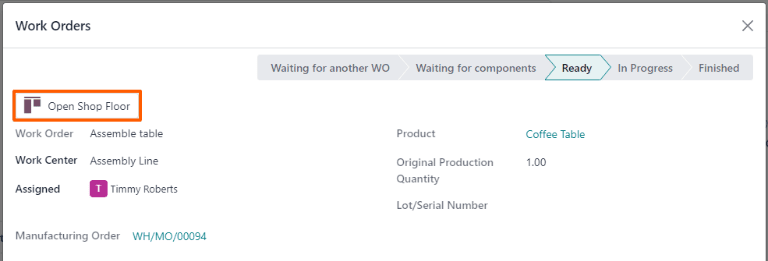 Work Orders
Waiting for another WO Waiting for components Ready In Progress Finished
Open Shop Floor
Work Order Assemble table Product Coffee Table
Work Center Assembly Line Original Production Quantity 1.00
Assigned T Timmy Roberts
Lot/Serial Number
Manufacturing Order WH/MO/00094